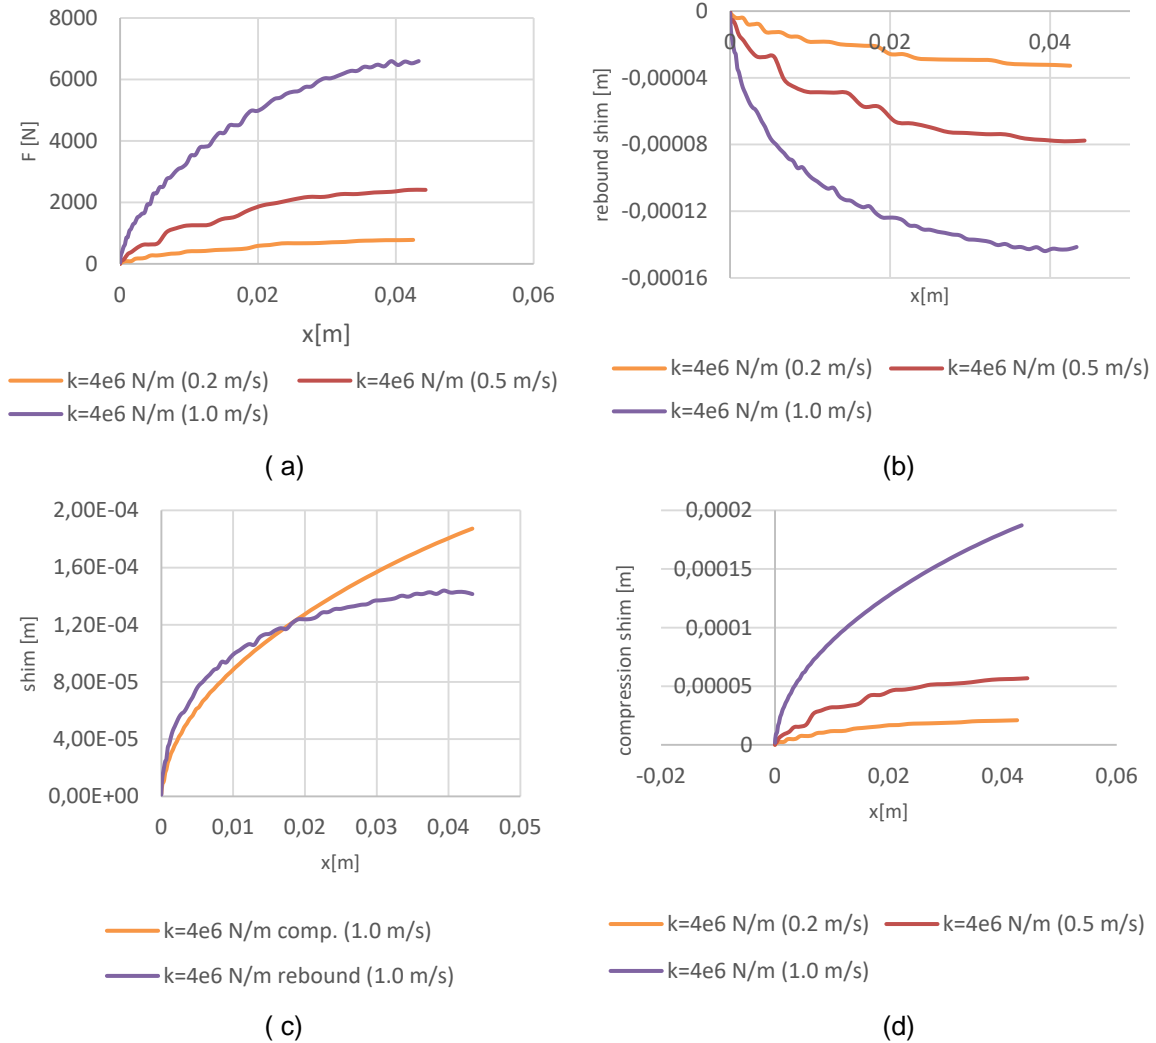 8000
6000
4000
2000
0
F [N]
0 0,02 0,04 0,06
x[m]
k=4e6 N/m (0.2 m/s) k=4e6 N/m (0.5 m/s)
k=4e6 N/m (1.0 m/s)
( a)
0
-0,00004
-0,00008
-0,00012
-0,00016
rebound shim [m]
0 0,02 0,04
x[m]
k=4e6 N/m (0.2 m/s) k=4e6 N/m (0.5 m/s)
k=4e6 N/m (1.0 m/s)
(b)
2,00E-04
1,60E-04
1,20E-04
8,00E-05
4,00E-05
0,00E+00
shim [m]
0 0,01 0,02 0,03 0,04 0,05
x[m]
k=4e6 N/m comp. (1.0 m/s)
k=4e6 N/m rebound (1.0 m/s)
( c)
0,0002
0,00015
0,0001
0,00005
0
compression shim [m]
-0,02 0 0,02 0,04 0,06
x[m]
k=4e6 N/m (0.2 m/s) k=4e6 N/m (0.5 m/s)
k=4e6 N/m (1.0 m/s)
(d)